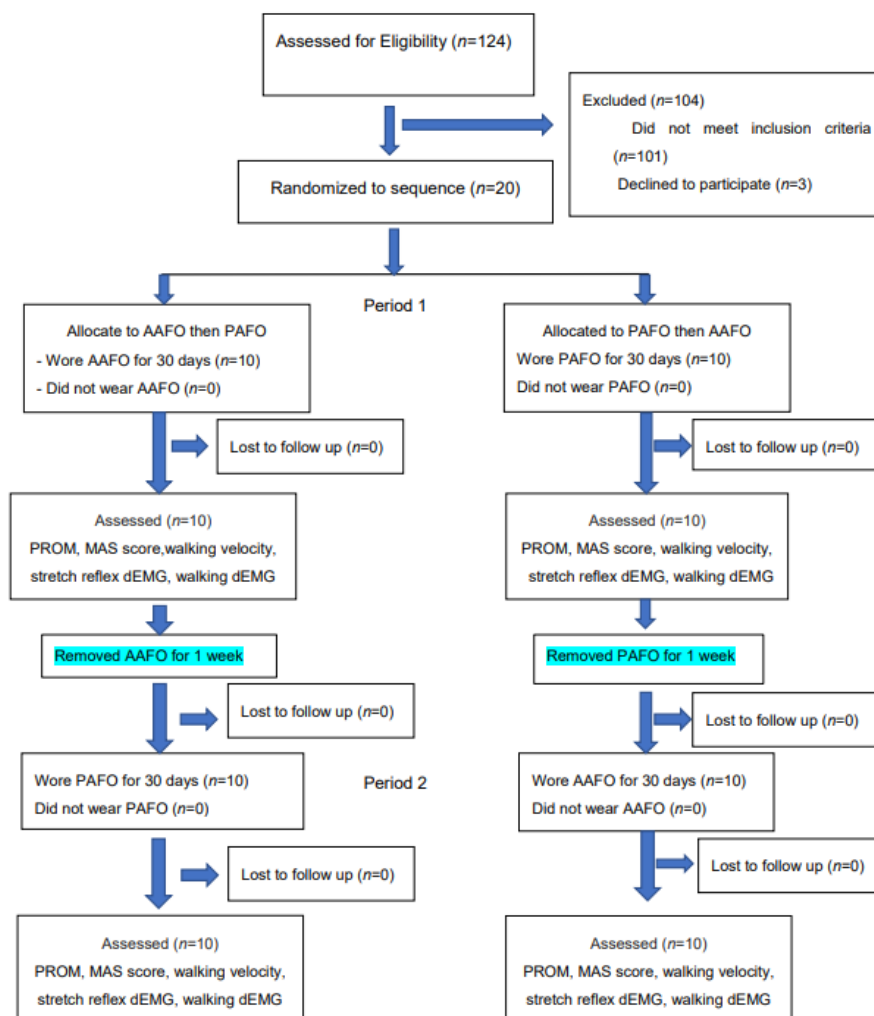 Assessed for Eligibility (n=124)
Excluded (n=104)
Did not meet inclusion criteria
(n=101)
Declined to participate (n=3)
Randomized to sequence (n=20)
Period 1
Allocate to AAFO then PAFO
- Wore AAFO for 30 days (n=10)
- Did not wear AAFO (n=0)
Allocated to PAFO then AAFO
Wore PAFO for 30 days (n=10)
Did not wear PAFO (n=0)
Lost to follow up (n=0)
Lost to follow up (n=0)
Assessed (n=10)
PROM, MAS score,walking velocity,
stretch reflex dEMG, walking dEMG
Assessed (n=10)
PROM, MAS score, walking velocity,
stretch reflex dEMG, walking dEMG
Removed AAFO for 1 week
Removed PAFO for 1 week
Lost to follow up (n=0)
Lost to follow up (n=0)
Wore PAFO for 30 days (n=10)
Did not wear PAFO (n=0)
Period 2
Wore AAFO for 30 days (n=10)
Did not wear AAFO (n=0)
Lost to follow up (n=0)
Lost to follow up (n=0)
Assessed (n=10)
PROM, MAS score, walking velocity,
stretch reflex dEMG, walking dEMG
Assessed (n=10)
PROM, MAS score, walking velocity,
stretch reflex dEMG, walking dEMG